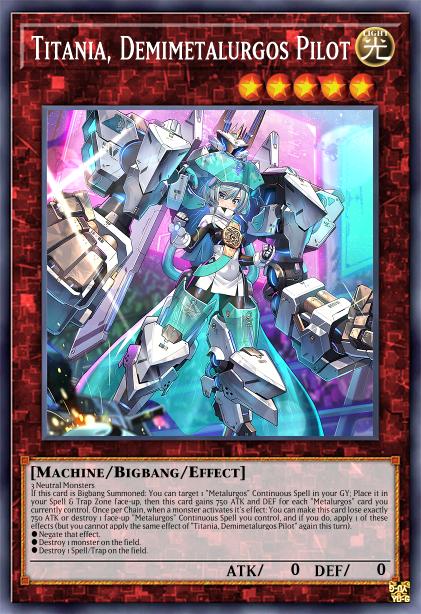 Titania, Demimetalurgos Pilot
LIGHT
光
[Machine/Bigbang/Effect]
3 Neutral Monsters
If this card is Bigbang Summoned: You can target 1 "Metalurgos" Continuous Spell in your GY; Place it
in your Spell & Trap Zone face-up, then this card gains 750 ATK and DEF for each "Metalurgos" card you
currently control. Once per Chain, when a monster activates it's effect: You can make this card lose exactly
750 ATK or destroy 1 face-up "Metalurgos" Continuous Spell you control, and if you do, apply 1 of these
effects (but you cannot apply the same effect of "Titania, Demimetalurgos Pilot" again this turn).
● Negate that effect.
● Destroy 1 monster on the field.
● Destroy 1 Spell/Trap on the field.
ATK/ 0 DEF/ 0